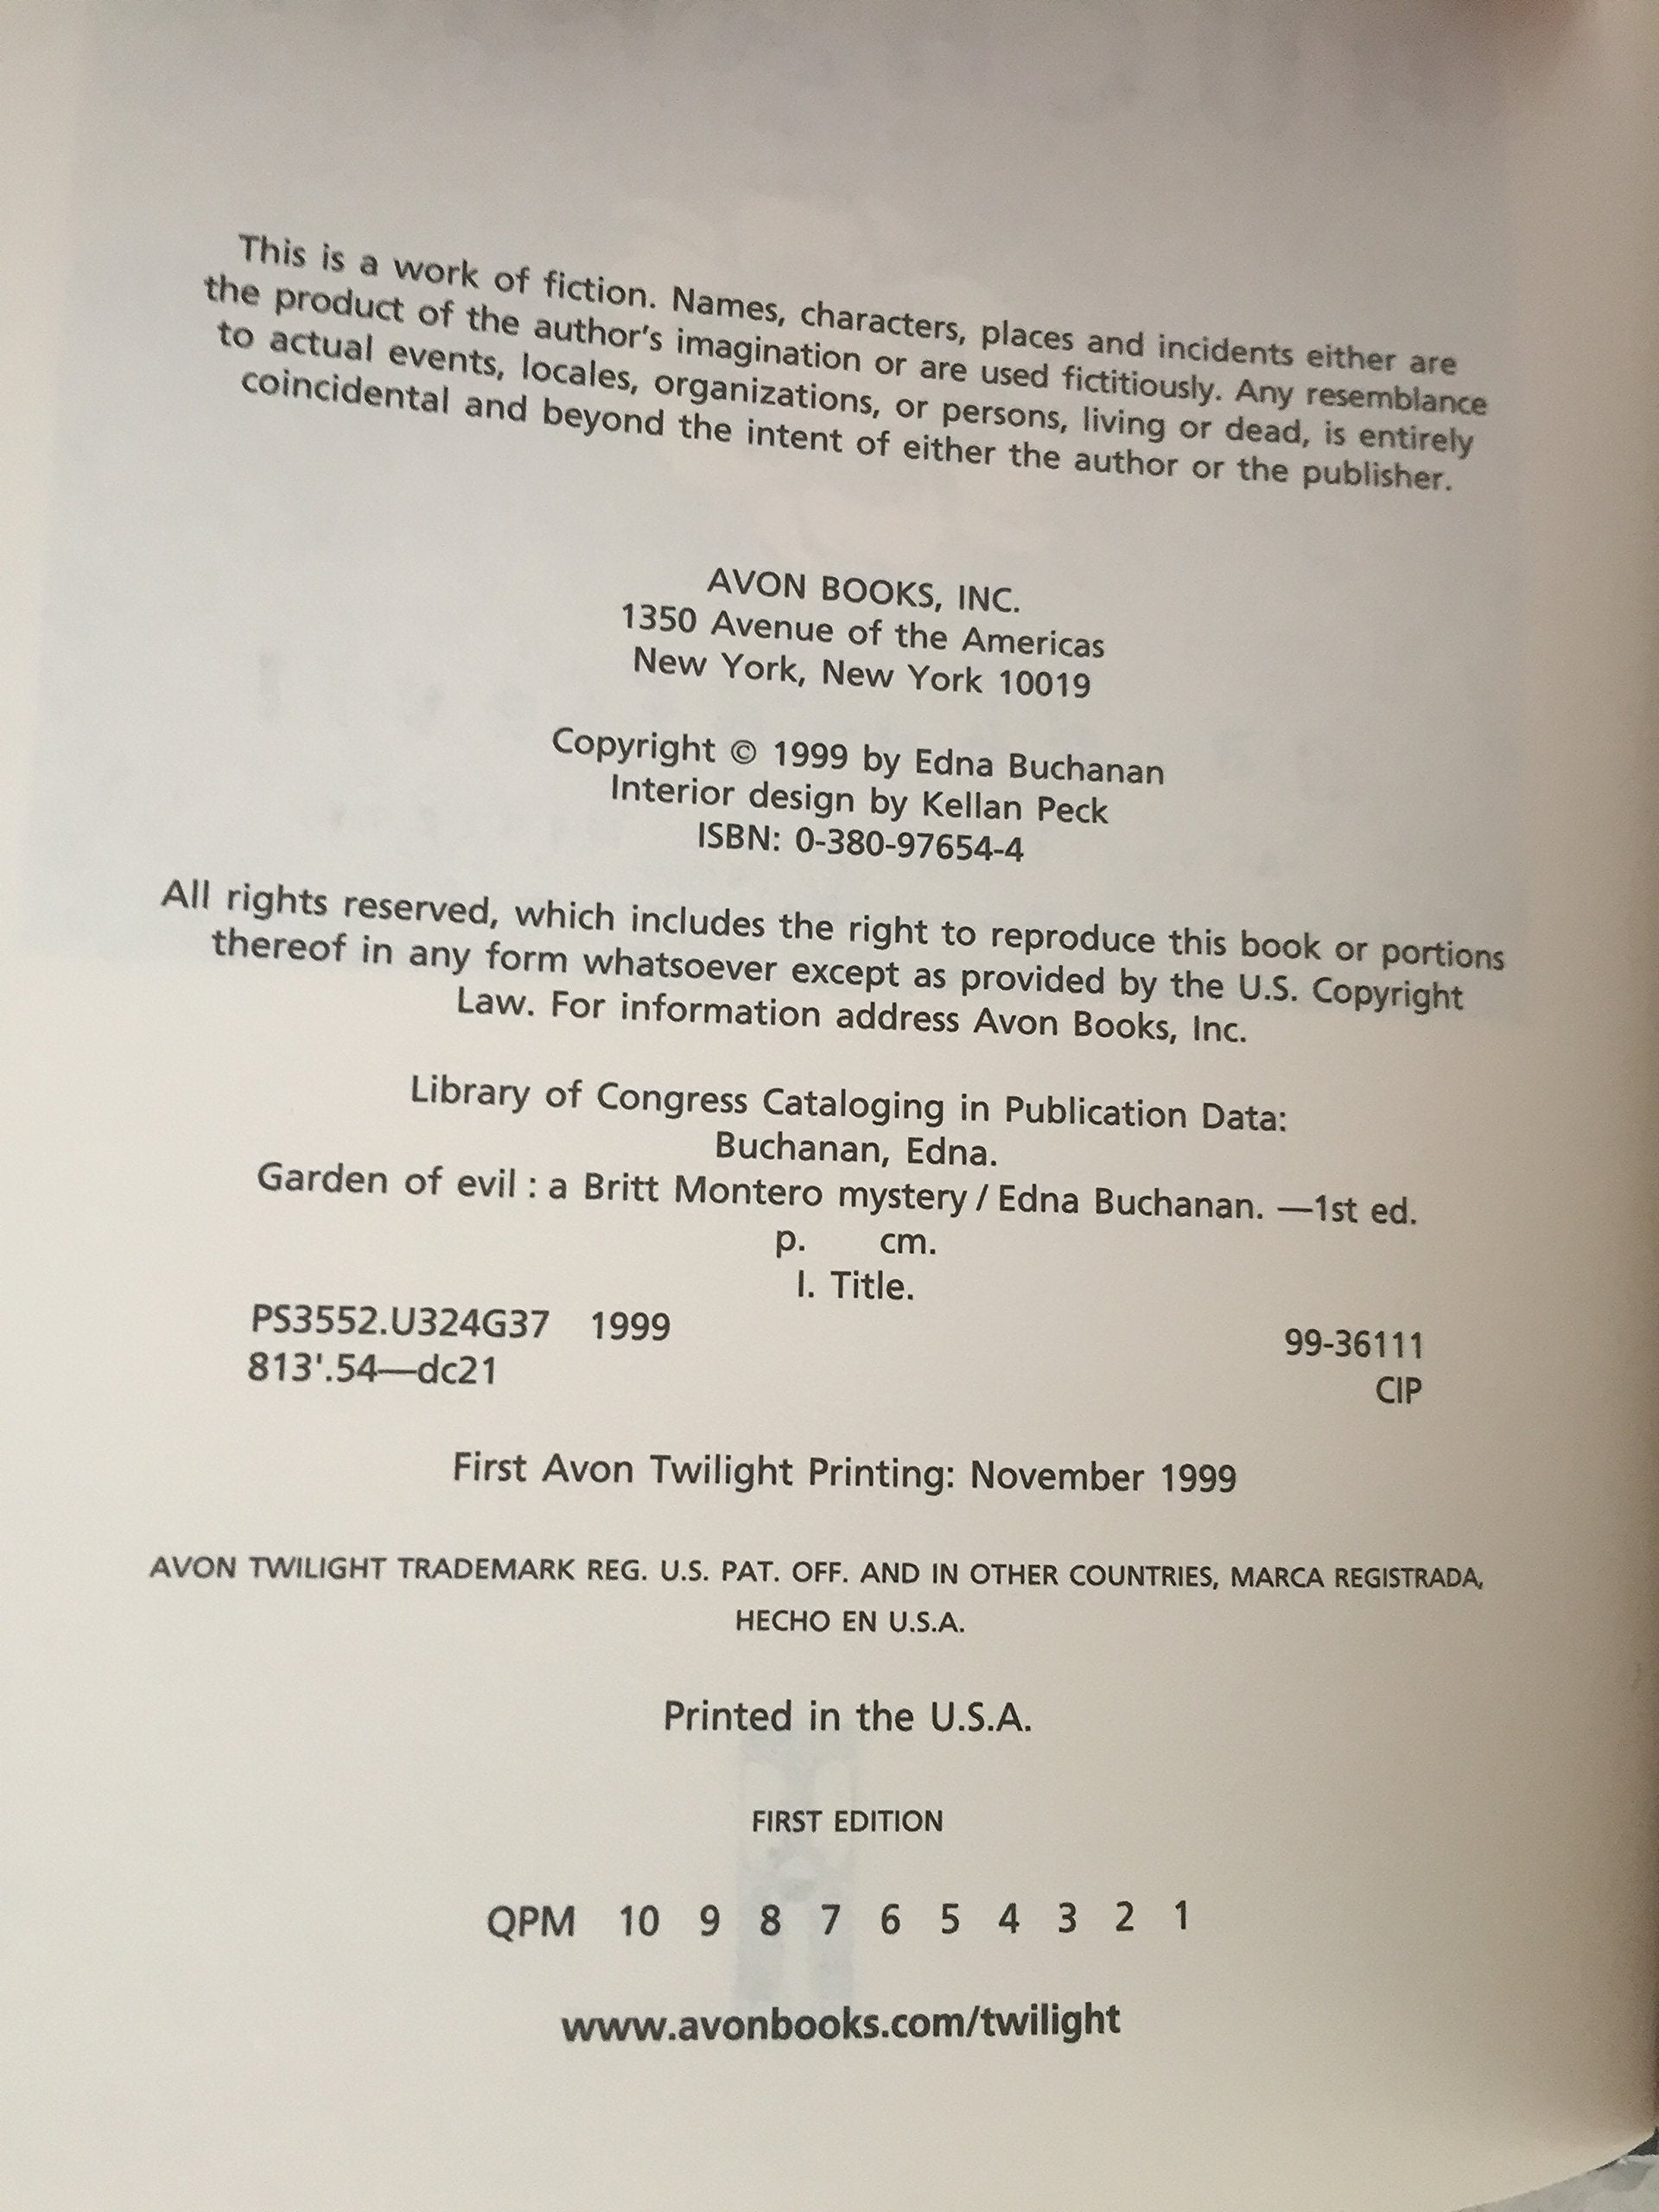 This is a work of fiction. Names, characters, places and incidents either are
the product of the author's imagination or are used fictitiously. Any resemblance
to actual events, locales, organizations, or persons, living or dead, is entirely
coincidental and beyond the intent of either the author or the publisher.
AVON BOOKS, INC.
1350 Avenue of the Americas
New York, New York 10019
Copyright © 1999 by Edna Buchanan
Interior design by Kellan Peck
ISBN: 0-380-97654-4
All rights reserved, which includes the right to reproduce this book or portions
thereof in any form whatsoever except as provided by the U.S. Copyright
Law. For information address Avon Books, Inc.
Library of Congress Cataloging in Publication Data:
Buchanan, Edna.
Garden of evil : a Britt Montero mystery / Edna Buchanan. —1st ed.
p. cm.
I. Title.
PS3552.U324G37 1999
99-36111
813'.54—dc21
CIP
First Avon Twilight Printing: November 1999
AVON TWILIGHT TRADEMARK REG. U.S. PAT. OFF. AND IN OTHER COUNTRIES, MARCA REGISTRADA,
HECHO EN U.S.A.
Printed in the U.S.A.
FIRST EDITION
QPM 10 9 8 7 6 5 4 3 2 1
www.avonbooks.com/twilight